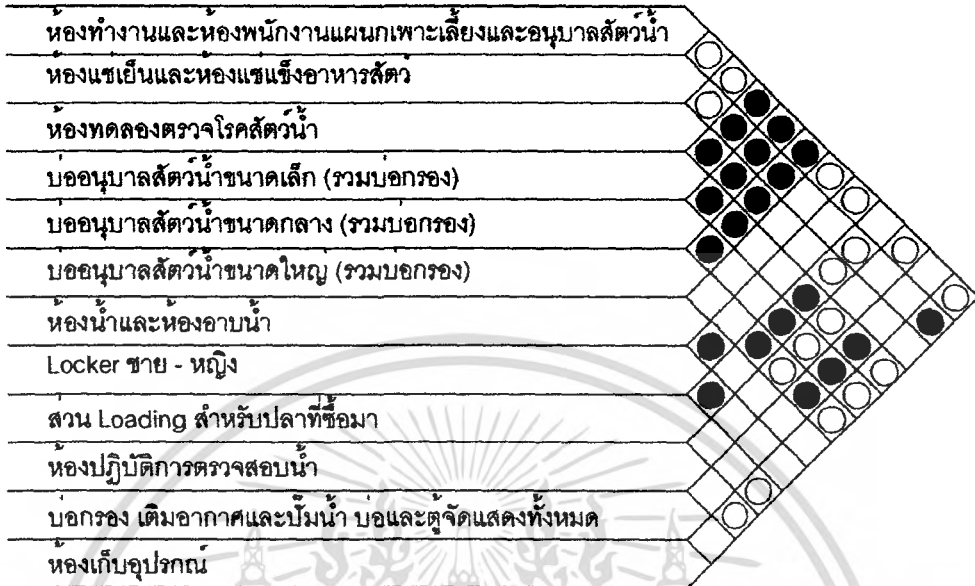 ห้องทำงานและห้องพนักงานแผนกเพาะเลี้ยงและอนุบาลสัตว์น้ำ
ห้องแช่เย็นและห้องแช่แข็งอาหารสัตว์
ห้องทดลองตรวจโรคสัตว์น้ำ
บ่ออนุบาลสัตว์น้ำขนาดเล็ก (รวมบ่อกรอง)
บ่ออนุบาลสัตว์น้ำขนาดกลาง (รวมบ่อกรอง)
บ่ออนุบาลสัตว์น้ำขนาดใหญ่ (รวมบ่อกรอง)
ห้องน้ำและห้องอาบน้ำ
Locker ชาย - หญิง
ส่วน Loading สำหรับปลาที่ซื้อมา
ห้องปฏิบัติการตรวจสอบน้ำ
บ่อกรอง เติมอากาศและปั๊มน้ำ บ่อและตู้จัดแสดงทั้งหมด
ห้องเก็บอุปกรณ์